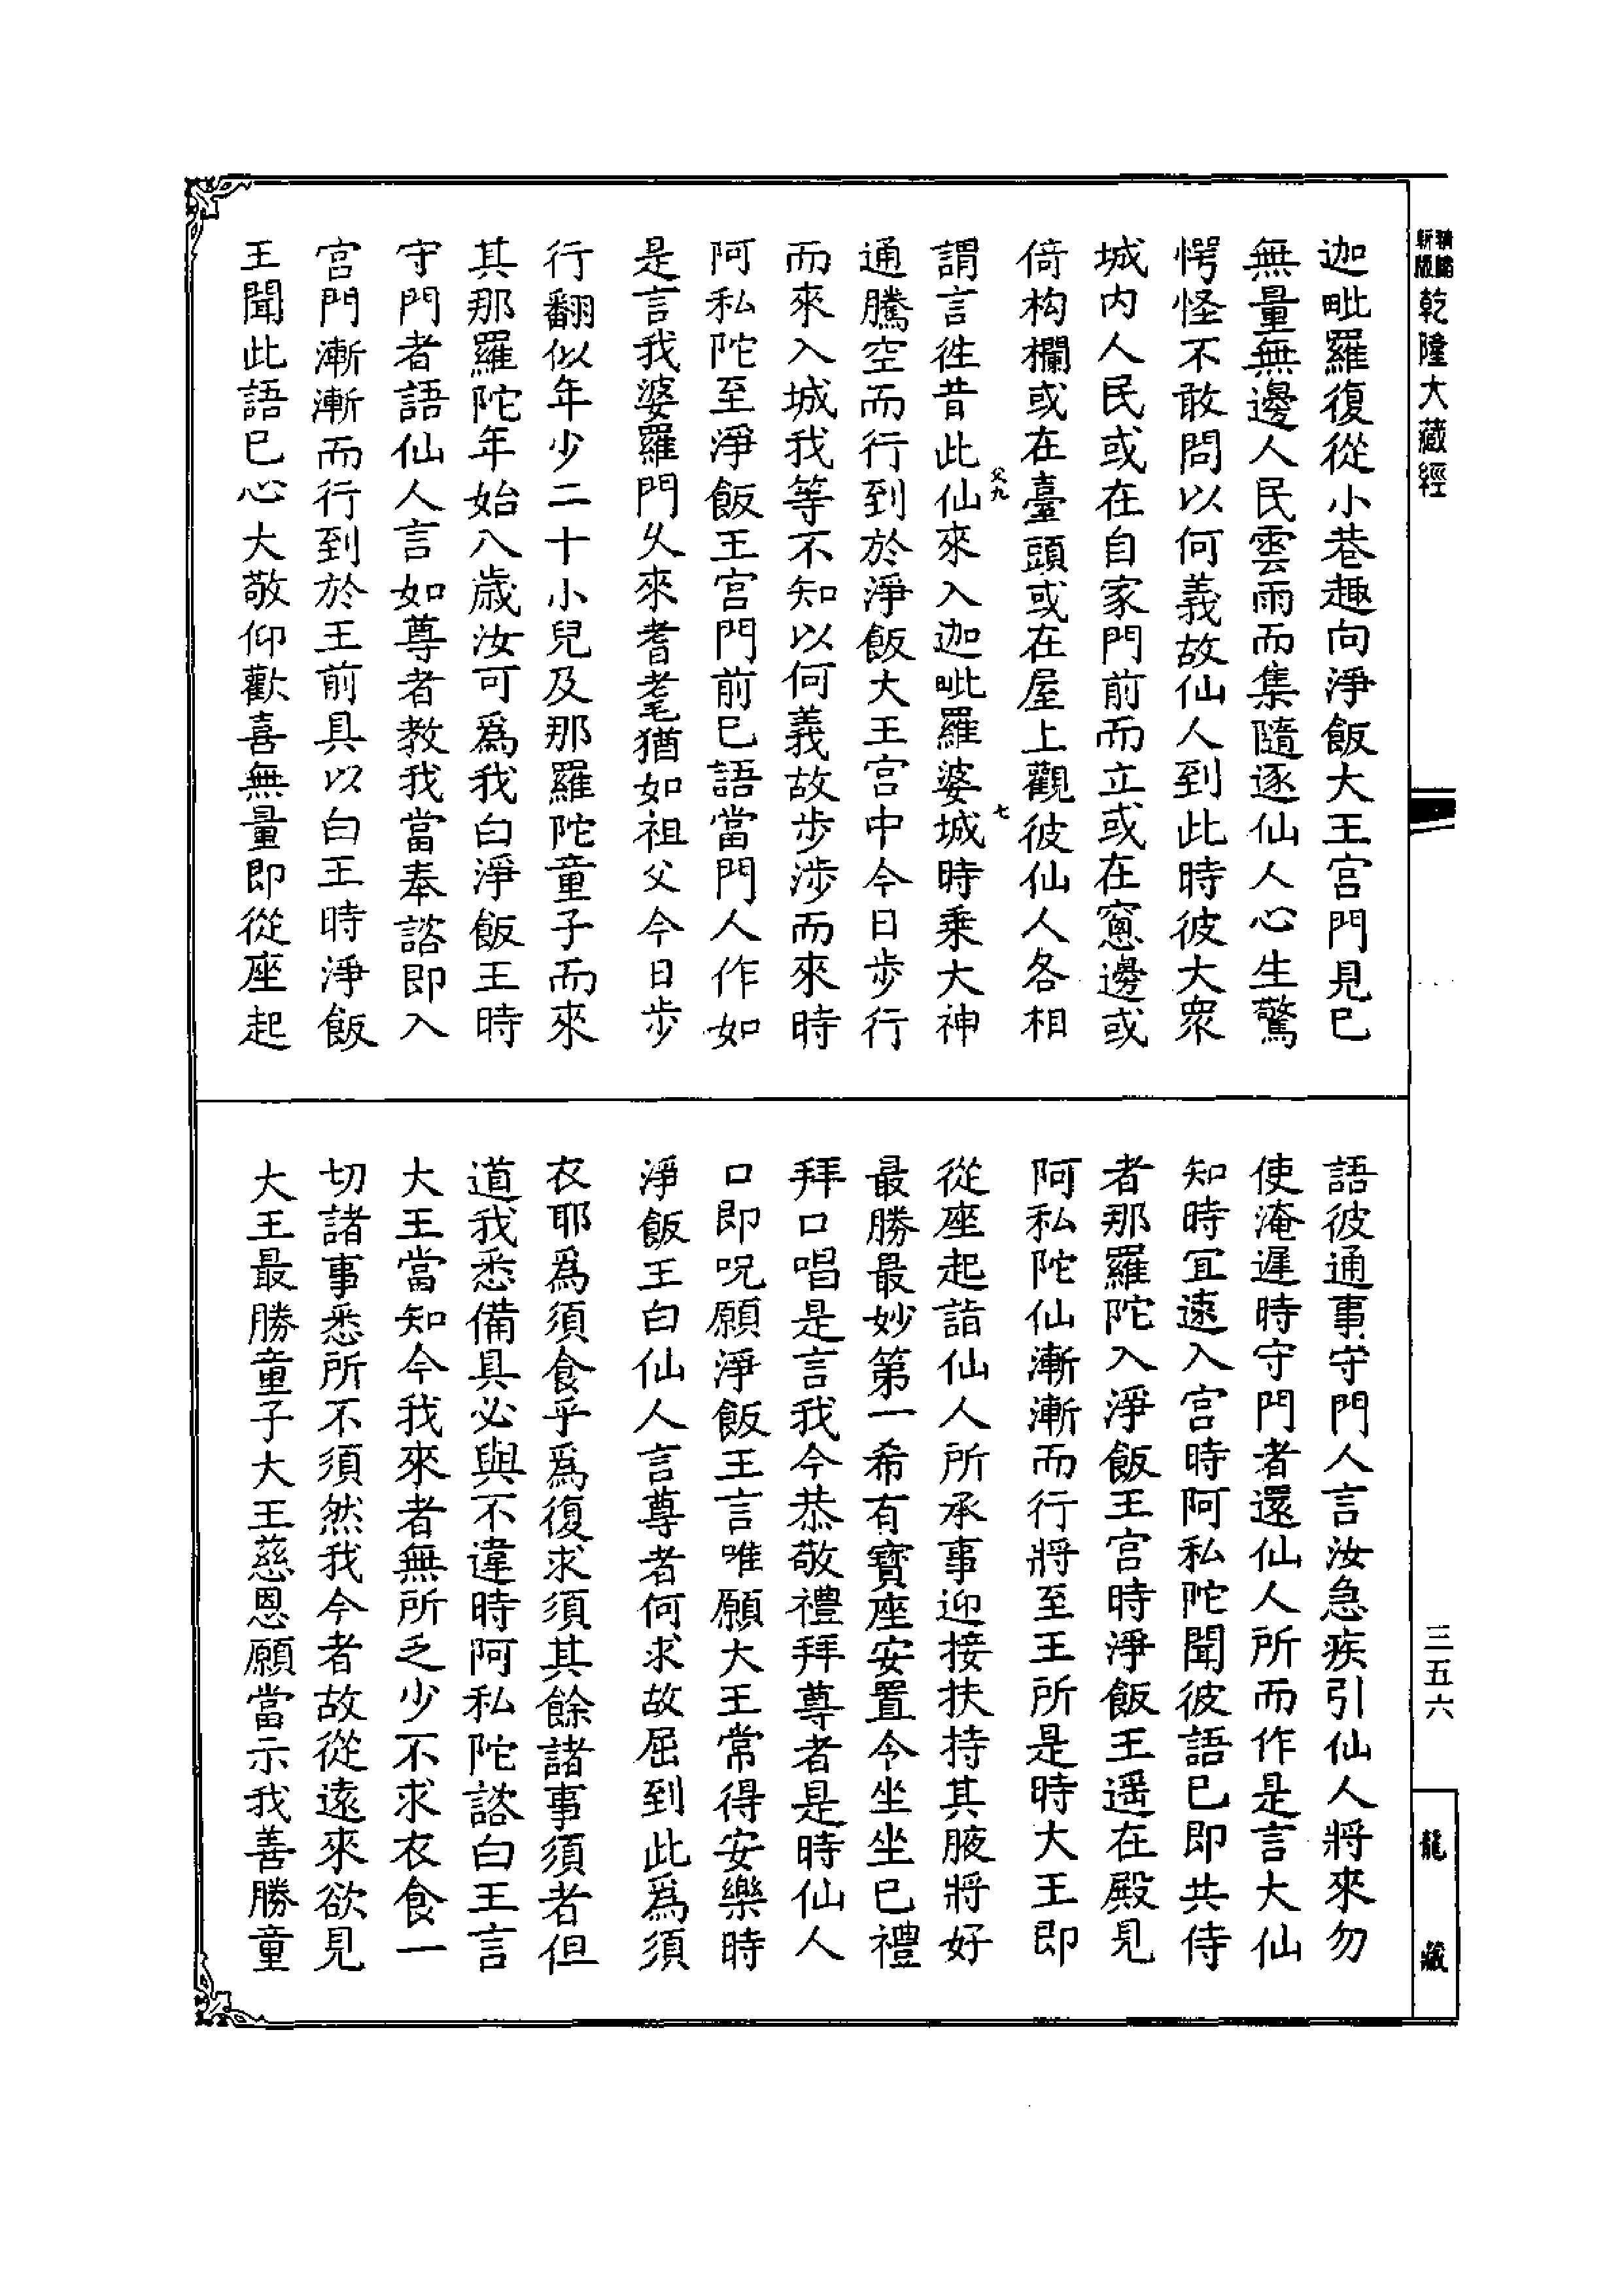 乾隆大藏經
迦毗羅復從小巷趣向淨飯大王宮門見已
無量無邊人民雲雨而集隨逐仙人心生驚
愕怪不敢問以何義故仙人到此時彼大衆
城内人民或在自家門前而立或在窻邊或
倚构欄或在臺頭或在屋上觀彼仙人各相
父九
七
謂言徃昔此仙來入迦毗羅婆城時乗大神
通騰空而行到於淨飯大王宮中今日步行
而來入城我等不知以何義故步涉而來時
阿私陀至淨飯王宮門前已語當門人作如
是言我婆羅門乆來耆耄猶如祖父今日步
行翻似年少二十小兒及那羅陀童子而來
其那羅陀年始八歳汝可爲我白淨飯王時
守門者語仙人言如尊者教我當奉諮即入
宮門漸漸而行到於王前具以白王時淨飯
王聞此語已心大敬仰歡喜無量即從座起
語彼通事守門人言汝急疾引仙人將來勿
使淹遲時守門者還仙人所而作是言大仙
知時宜速入宮時阿私陀聞彼語已即共侍
者那羅陀入淨飯王宮時淨飯王遥在殿見
阿私陀仙漸漸而行將至王所是時大王即
從座起詣仙人所承事迎接扶持其腋將好
最勝最妙第一希有寳座安置令坐坐已禮
拜口唱是言我今恭敬禮拜尊者是時仙人
口即呪願淨飯王言唯願大王常得安樂時
淨飯王白仙人言尊者何求故屈到此爲須
衣耶爲須食乎爲復求須其餘諸事須者但
道我悉備具必與不違時阿私陀諮白王言
大王當知今我來者無所乏少不求衣食一
切諸事悉所不須然我今者故從遠來欲見
大王最勝童子大王慈恩願當示我善勝童
三五六
龍藏